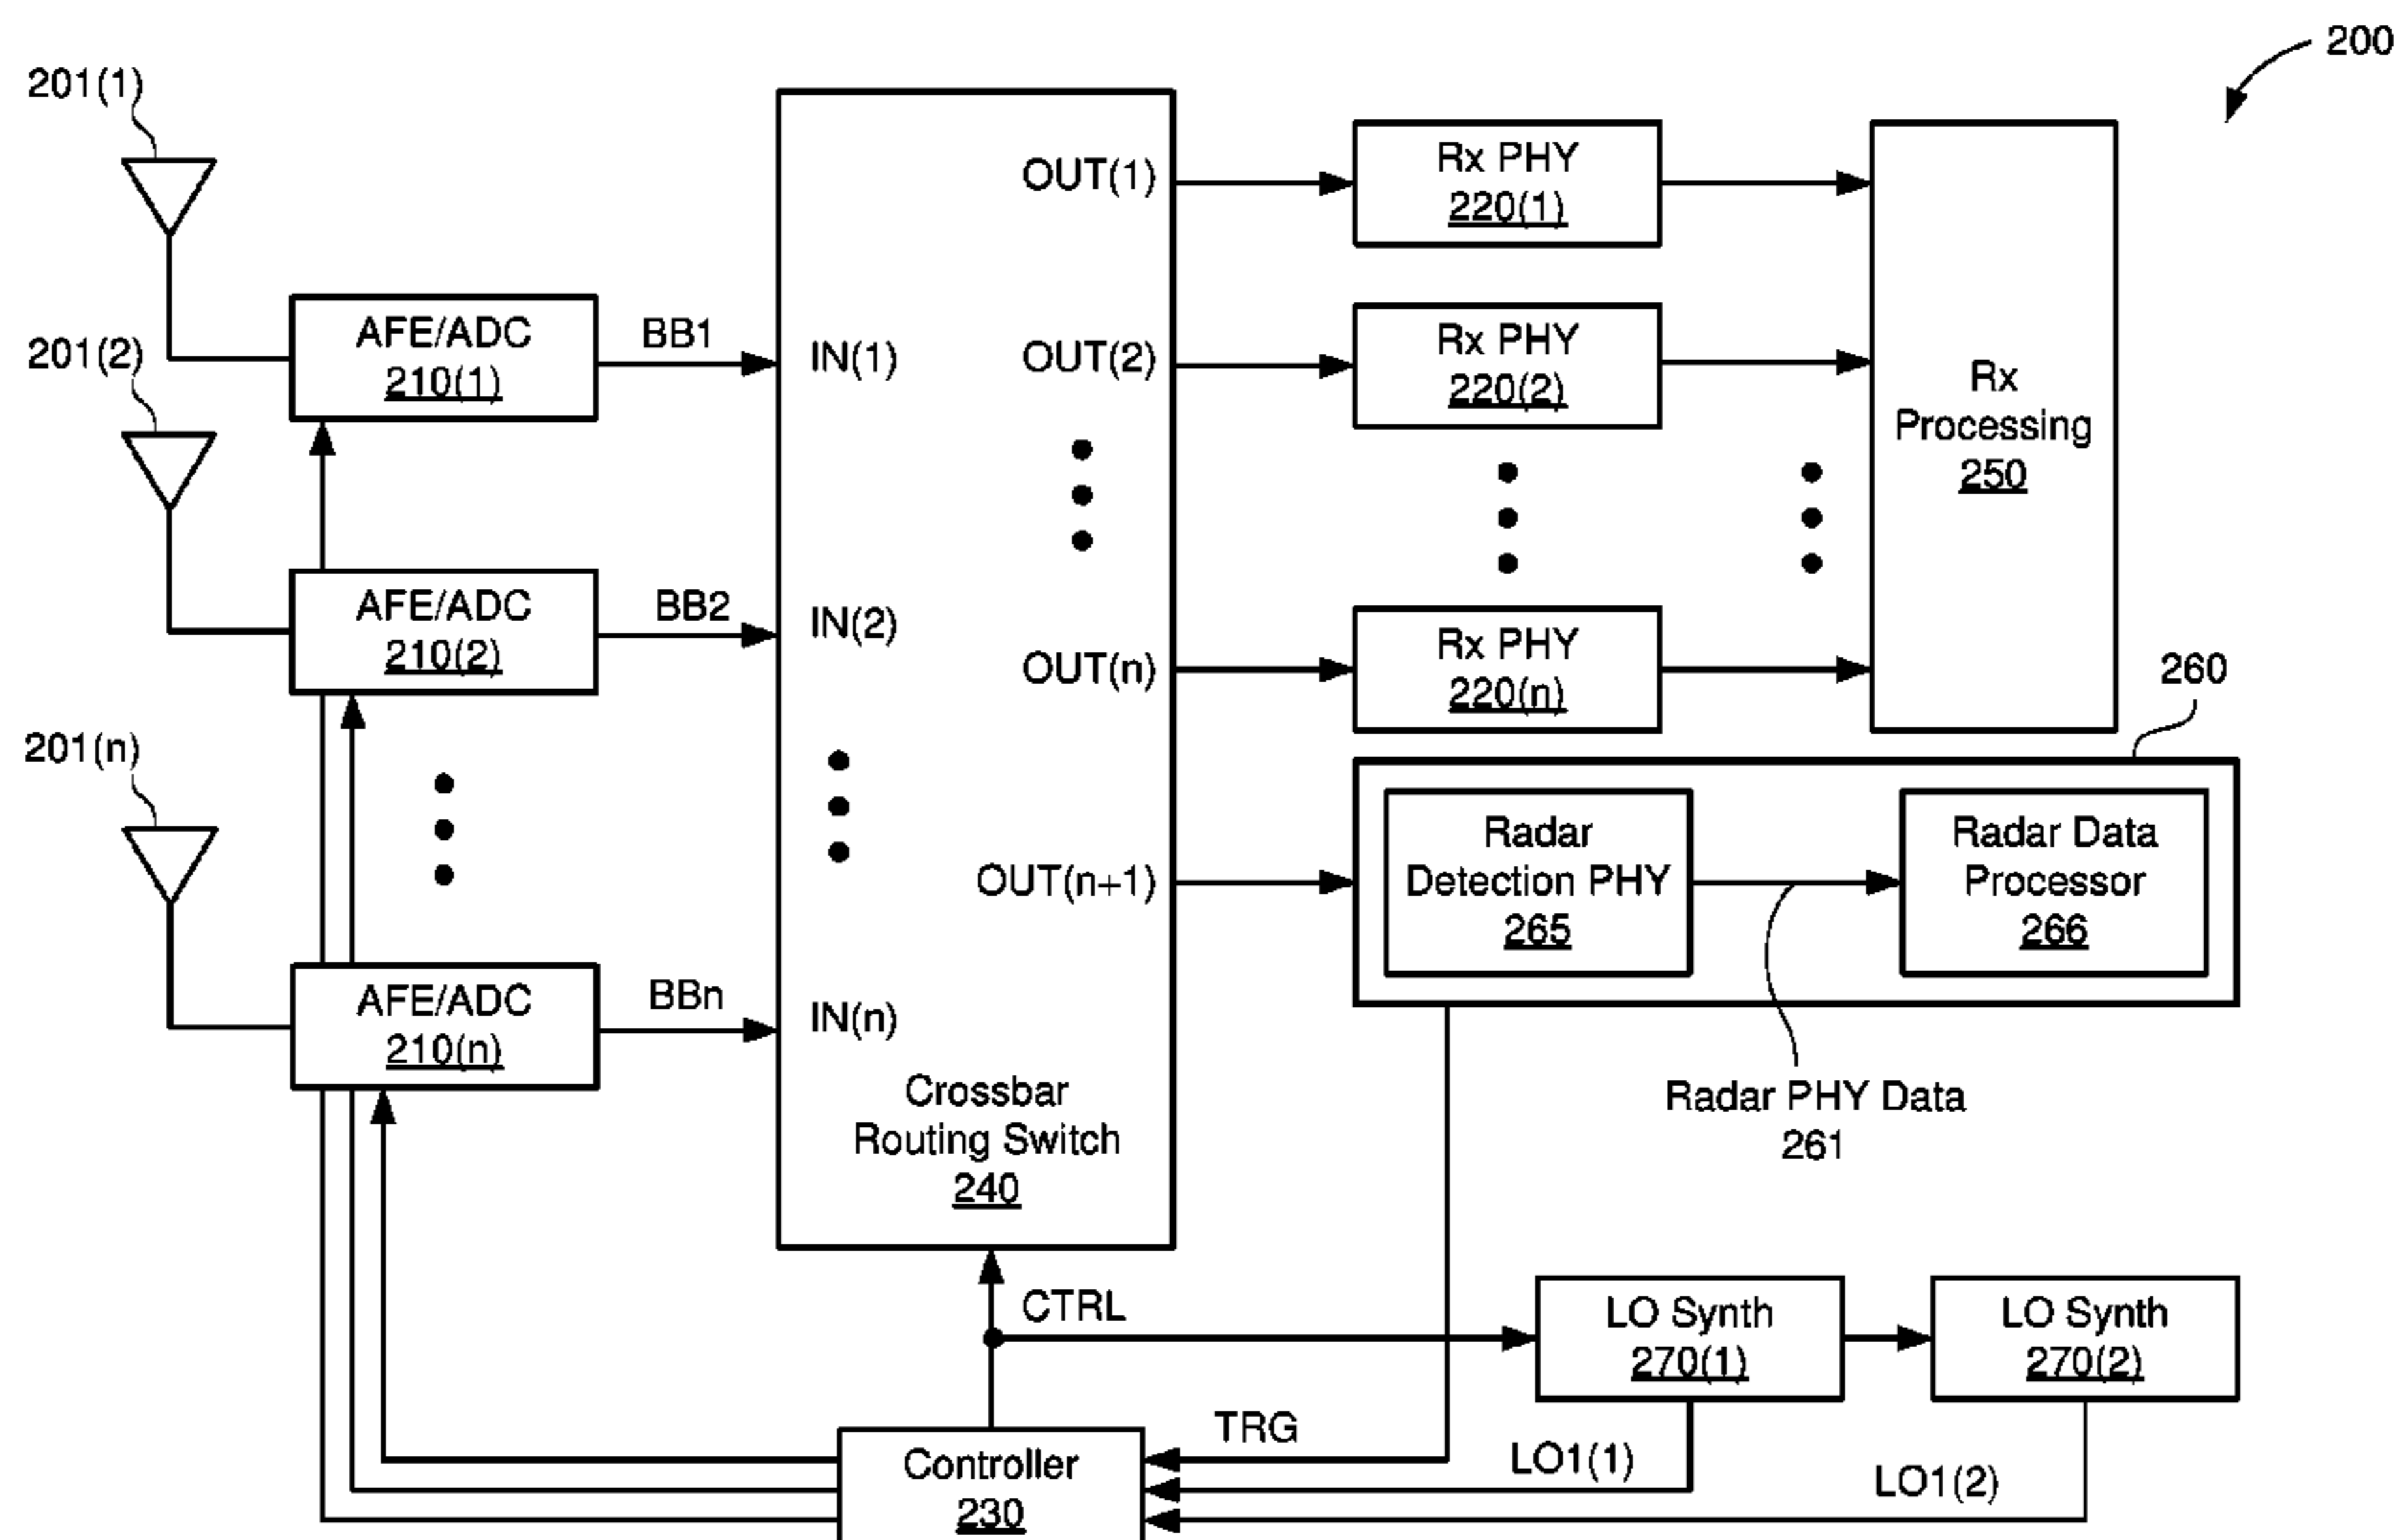 200
201(1)
AFE/ADC
210(1)
BB1
201(2)
AFE/ADC
210(2)
BB2
201(n)
AFE/ADC
210(n)
BBn
IN(1)
IN(2)
IN(n)
OUT(1)
OUT(2)
OUT(n)
OUT(n+1)
Crossbar
Routing Switch
240
Rx PHY
220(1)
Rx PHY
220(2)
Rx PHY
220(n)
Rx
Processing
250
260
Radar
Detection PHY
265
Radar Data
Processor
266
Radar PHY Data
261
CTRL
LO Synth
270(1)
LO Synth
270(2)
TRG
LO1(1)
LO1(2)
Controller
230